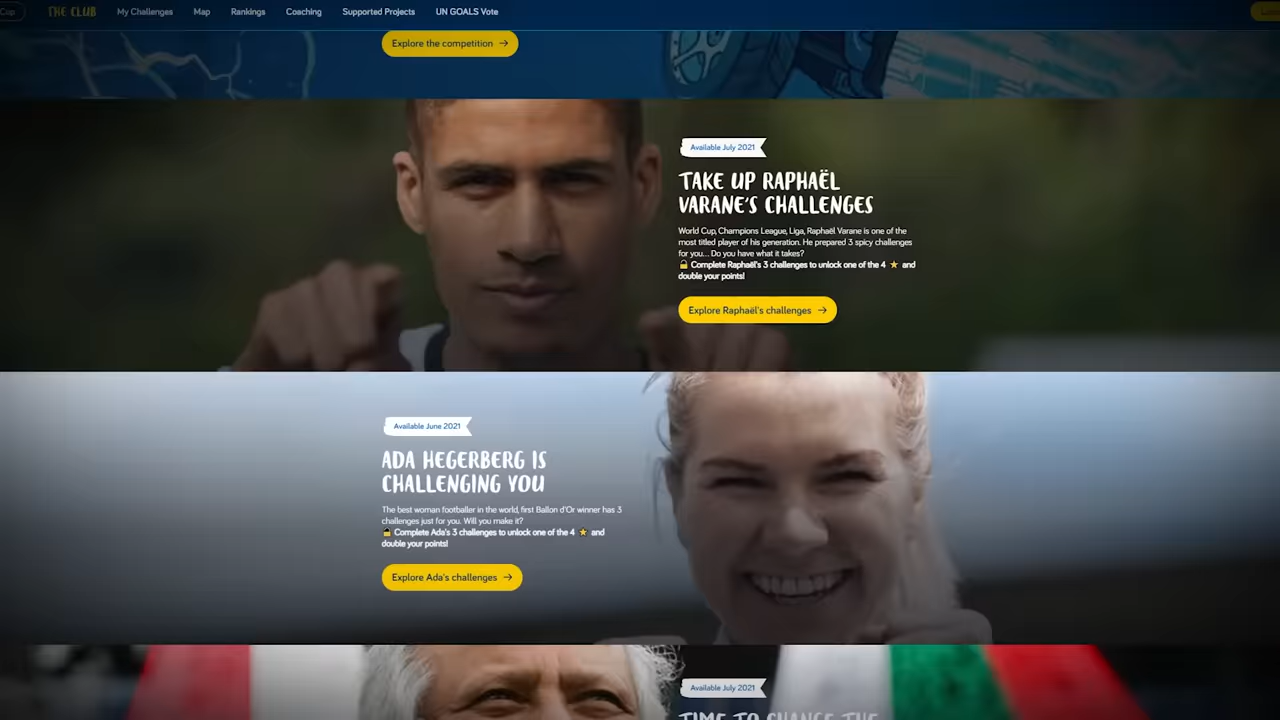 Cup
THE CLUB
My Challenges
Map
Rankings
Coaching
Supported Projects
UN GOALS Vote
Explore the competition →
Available July 2021
TAKE UP RAPHAËL
VARANE'S CHALLENGES
World Cup, Champions League, Liga, Raphaël Varane is one of the
most titled player of his generation. He prepared 3 spicy challenges
for you... Do you have what it takes?
🔒 Complete Raphaël's 3 challenges to unlock one of the 4 ⭐ and
double your points!
Explore Raphaël's challenges →
Available June 2021
ADA HEGERBERG IS
CHALLENGING YOU
The best woman footballer in the world, first Ballon d'Or winner has 3
challenges just for you. Will you make it?
🔒 Complete Ada's 3 challenges to unlock one of the 4 ⭐ and
double your points!
Explore Ada's challenges →
Available July 2021
TIME TO CHANGE THE